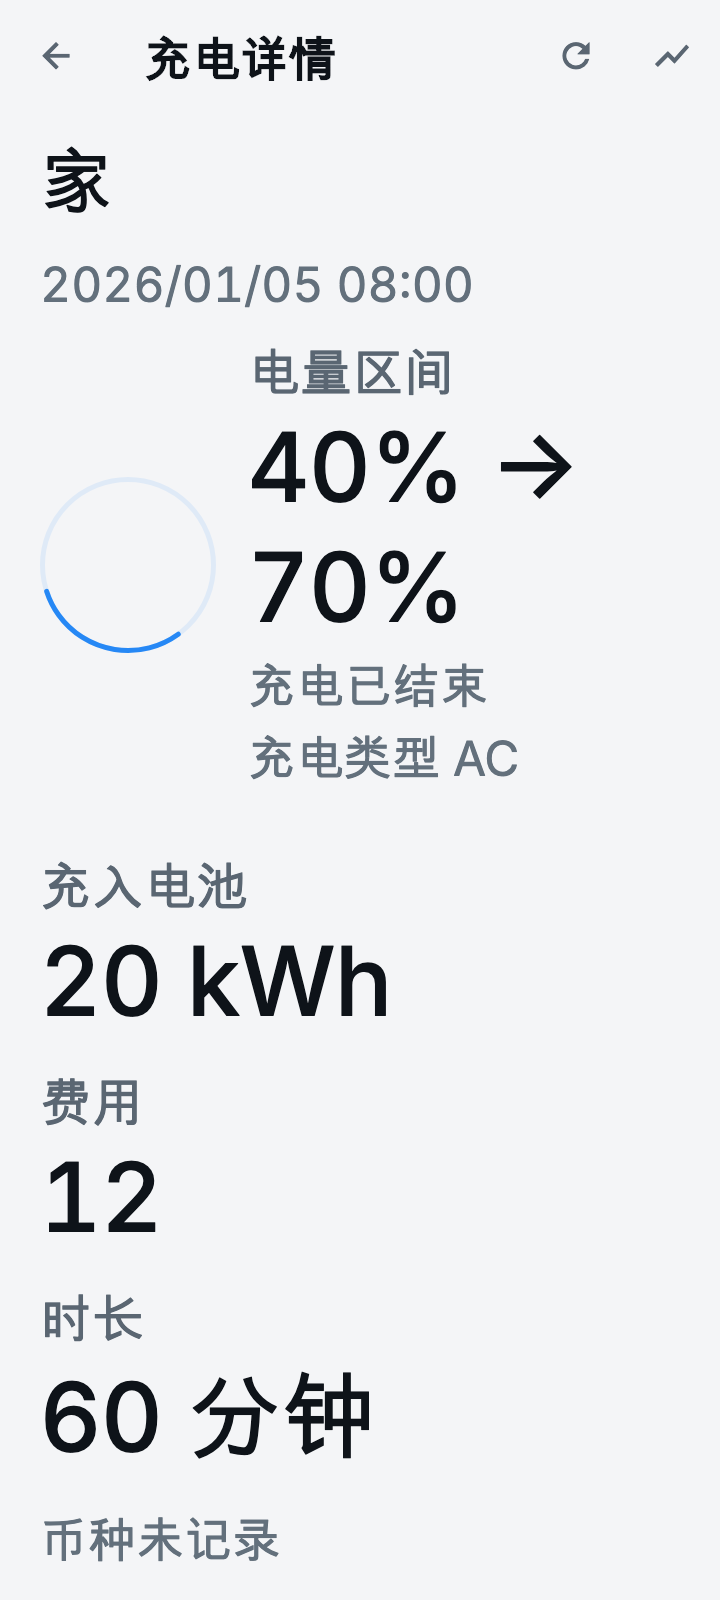 充电详情
家
2026/01/05 08:00
电量区间
40% →
70%
充电已结束
充电类型 AC
充入电池
20 kWh
费用
12
时长
60 分钟
币种未记录